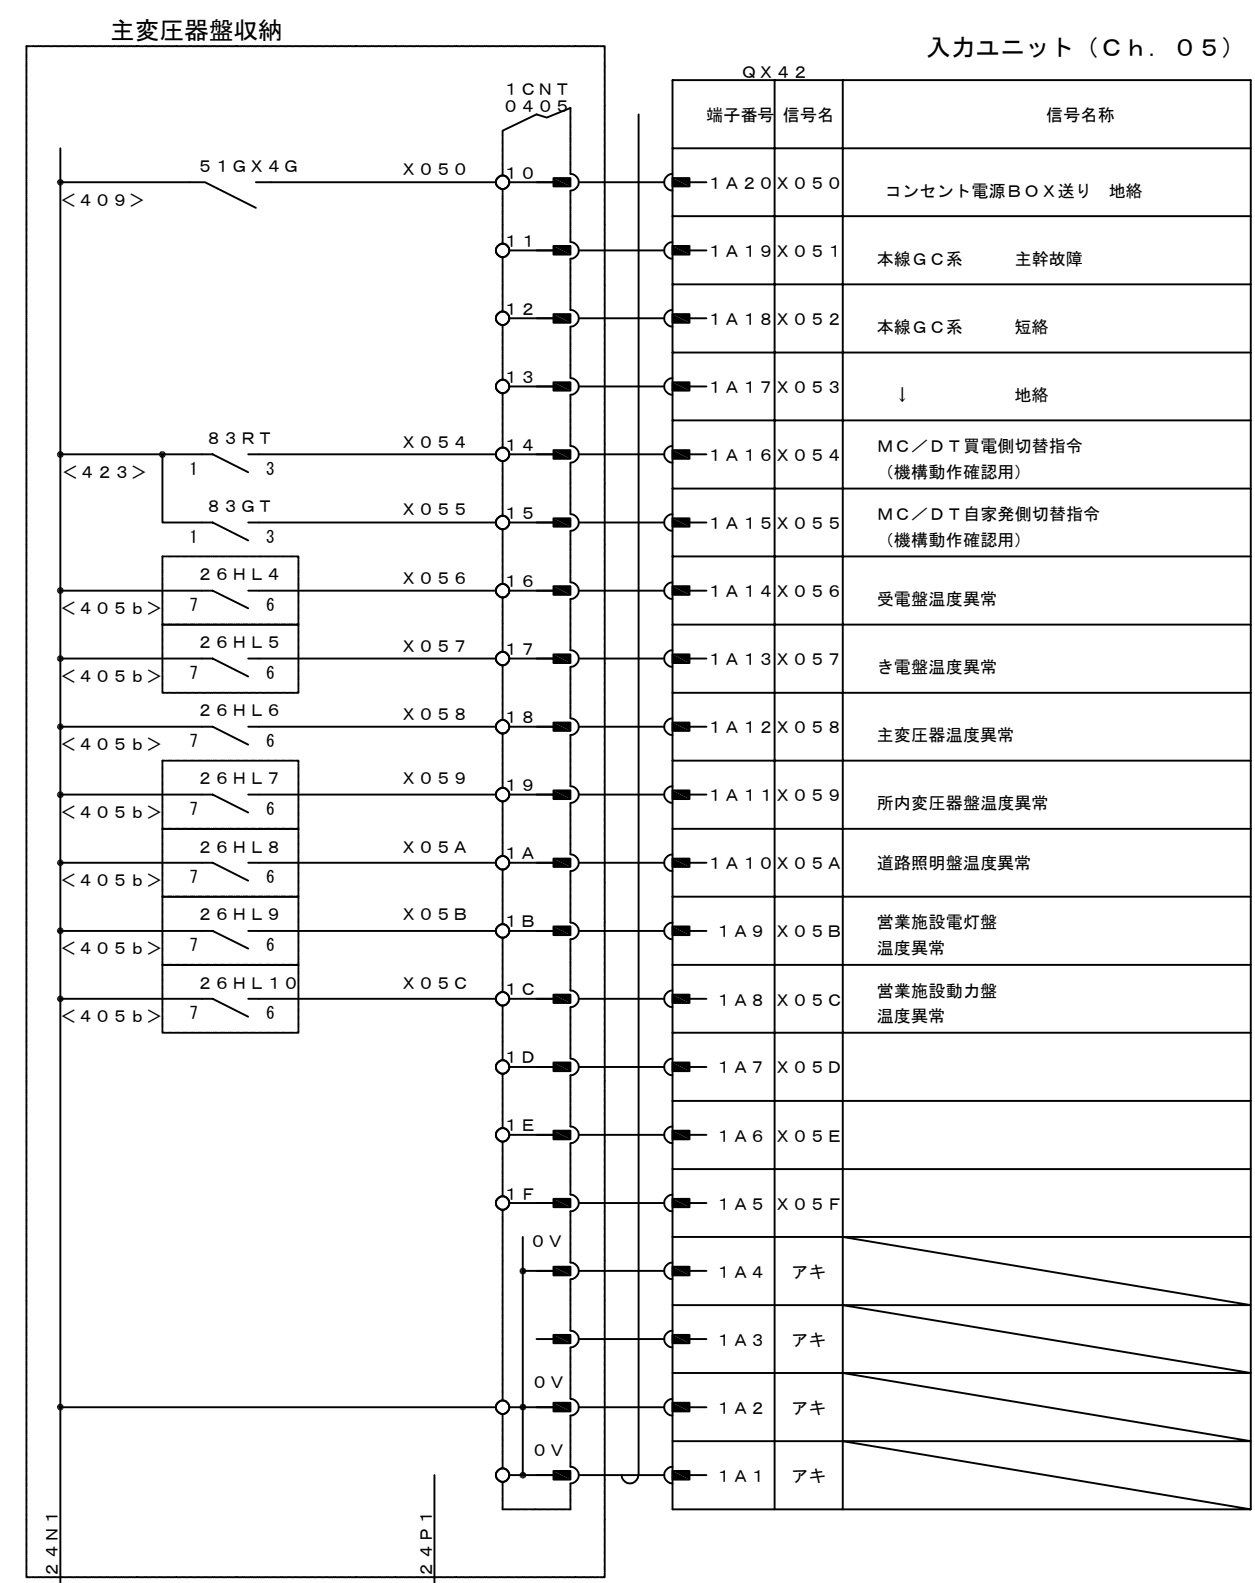 主変圧器盤収納
入力ユニット（Ch．05）
QX42
1CNT
0405
端子番号 信号名 信号名称
51GX4G X050 10 1A20 X050 コンセント電源BOX送り 地絡
<409>
11 1A19 X051 本線GC系 主幹故障
12 1A18 X052 本線GC系 短絡
13 1A17 X053 ↓ 地絡
83RT X054 14 1A16 X054 MC／DT買電側切替指令
<423> 1 3 （機構動作確認用）
83GT X055 15 1A15 X055 MC／DT自家発側切替指令
1 3 （機構動作確認用）
26HL4 X056 16 1A14 X056 受電盤温度異常
<405b> 7 6
26HL5 X057 17 1A13 X057 き電盤温度異常
<405b> 7 6
26HL6 X058 18 1A12 X058 主変圧器温度異常
<405b> 7 6
26HL7 X059 19 1A11 X059 所内変圧器盤温度異常
<405b> 7 6
26HL8 X05A 1A 1A10 X05A 道路照明盤温度異常
<405b> 7 6
26HL9 X05B 1B 1A9 X05B 営業施設電灯盤
<405b> 7 6 温度異常
26HL10 X05C 1C 1A8 X05C 営業施設動力盤
<405b> 7 6 温度異常
1D 1A7 X05D
1E 1A6 X05E
1F 1A5 X05F
0V
1A4 アキ
1A3 アキ
0V
1A2 アキ
0V
1A1 アキ
24N1
24P1